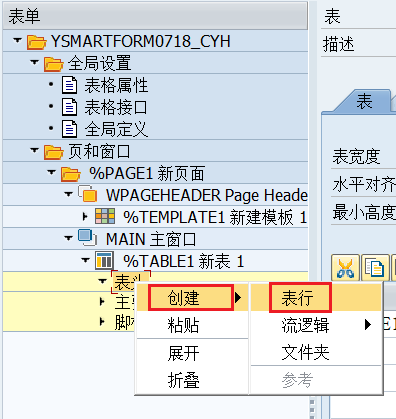 表单
YSMARTFORM0718_CYH
全局设置
表格属性
表格接口
全局定义
页和窗口
%PAGE1 新页面
WPAGEHEADER Page Heade
%TEMPLATE1 新建模板 1
MAIN 主窗口
%TABLE1 新表 1
表头
主
脚
创建
粘贴
展开
折叠
表行
流逻辑
文件夹
参考
表
描述
表
表宽度
水平对齐
最小高度